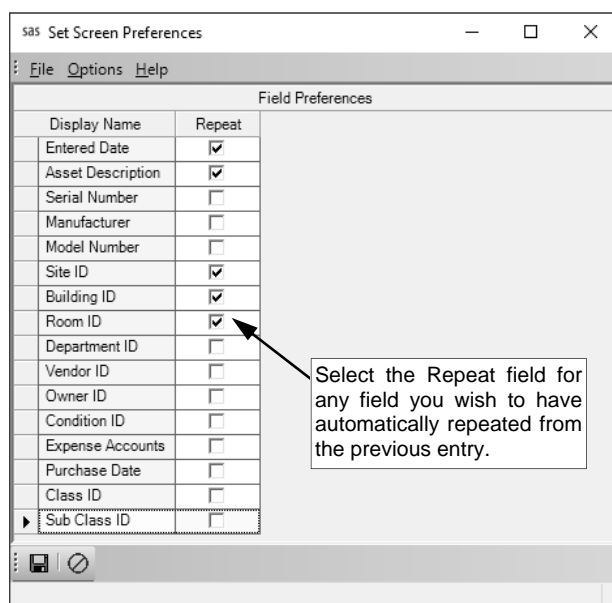 sas Set Screen Preferences
File Options Help
Field Preferences
Display Name Repeat
Entered Date
Asset Description
Serial Number
Manufacturer
Model Number
Site ID
Building ID
Room ID
Department ID
Vendor ID
Owner ID
Condition ID
Expense Accounts
Purchase Date
Class ID
Sub Class ID
Select the Repeat field for
any field you wish to have
automatically repeated from
the previous entry.